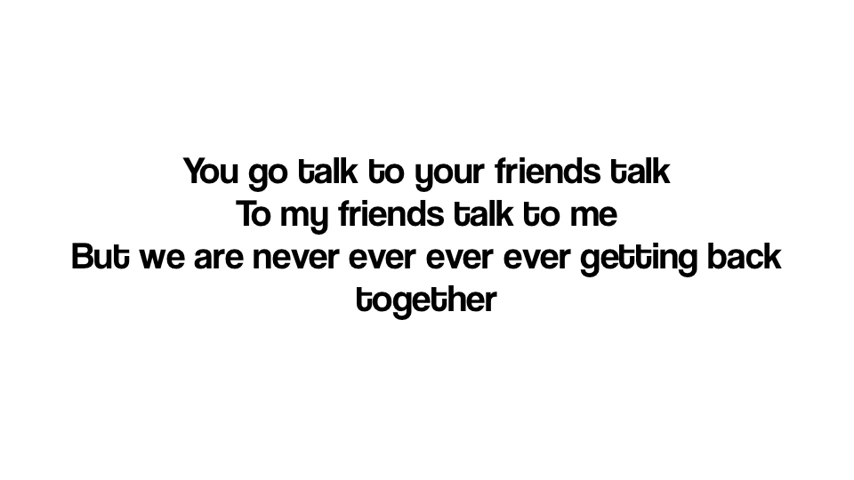 You go talk to your friends talk
To my friends talk to me
But we are never ever ever ever getting back
together